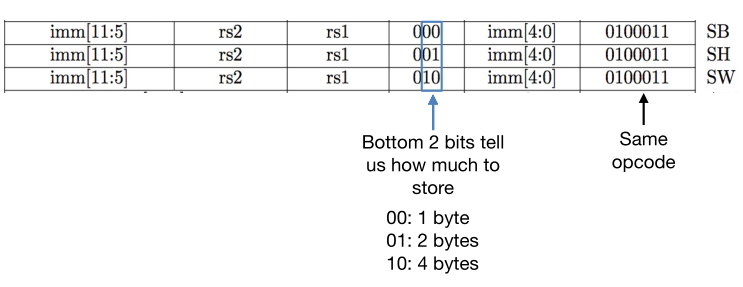 imm[11:5] rs2 rs1 000 imm[4:0] 0100011 SB
imm[11:5] rs2 rs1 001 imm[4:0] 0100011 SH
imm[11:5] rs2 rs1 010 imm[4:0] 0100011 SW
Bottom 2 bits tell
us how much to
store
00: 1 byte
01: 2 bytes
10: 4 bytes
Same
opcode